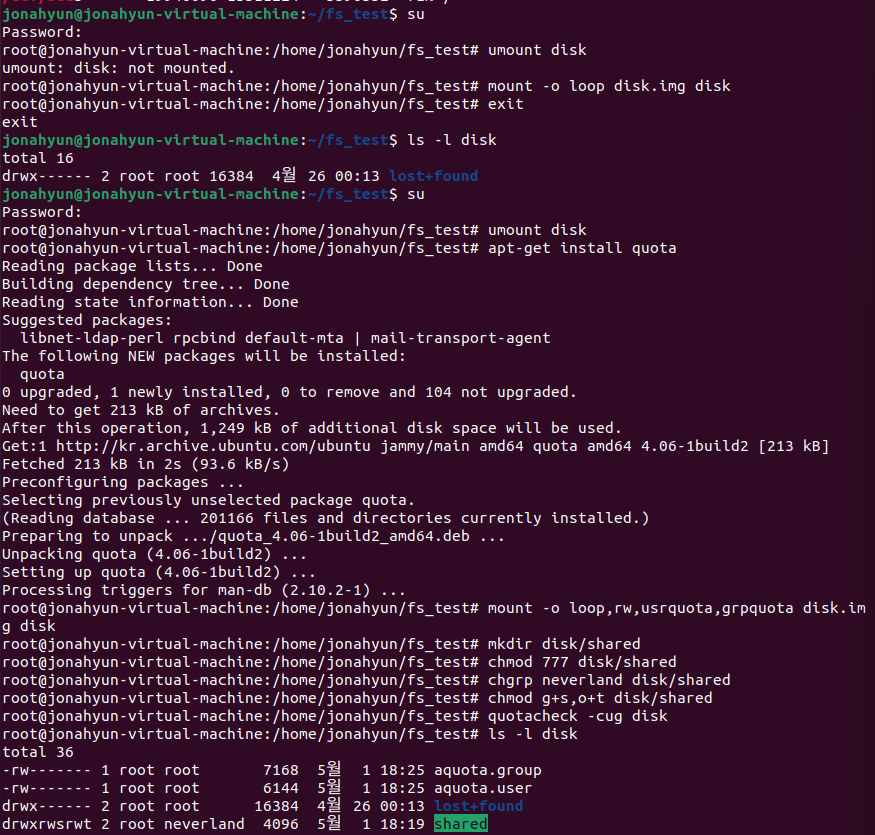 jonahyun@jonahyun-virtual-machine:~/fs_test$ su
Password:
root@jonahyun-virtual-machine:/home/jonahyun/fs_test# umount disk
umount: disk: not mounted.
root@jonahyun-virtual-machine:/home/jonahyun/fs_test# mount -o loop disk.img disk
root@jonahyun-virtual-machine:/home/jonahyun/fs_test# exit
exit
jonahyun@jonahyun-virtual-machine:~/fs_test$ ls -l disk
total 16
drwx------ 2 root root 16384  4월 26 00:13 lost+found
jonahyun@jonahyun-virtual-machine:~/fs_test$ su
Password:
root@jonahyun-virtual-machine:/home/jonahyun/fs_test# umount disk
root@jonahyun-virtual-machine:/home/jonahyun/fs_test# apt-get install quota
Reading package lists... Done
Building dependency tree... Done
Reading state information... Done
Suggested packages:
  libnet-ldap-perl rpcbind default-mta | mail-transport-agent
The following NEW packages will be installed:
  quota
0 upgraded, 1 newly installed, 0 to remove and 104 not upgraded.
Need to get 213 kB of archives.
After this operation, 1,249 kB of additional disk space will be used.
Get:1 http://kr.archive.ubuntu.com/ubuntu jammy/main amd64 quota amd64 4.06-1build2 [213 kB]
Fetched 213 kB in 2s (93.6 kB/s)
Preconfiguring packages ...
Selecting previously unselected package quota.
(Reading database ... 201166 files and directories currently installed.)
Preparing to unpack .../quota_4.06-1build2_amd64.deb ...
Unpacking quota (4.06-1build2) ...
Setting up quota (4.06-1build2) ...
Processing triggers for man-db (2.10.2-1) ...
root@jonahyun-virtual-machine:/home/jonahyun/fs_test# mount -o loop,rw,usrquota,grpquota disk.im
g disk
root@jonahyun-virtual-machine:/home/jonahyun/fs_test# mkdir disk/shared
root@jonahyun-virtual-machine:/home/jonahyun/fs_test# chmod 777 disk/shared
root@jonahyun-virtual-machine:/home/jonahyun/fs_test# chgrp neverland disk/shared
root@jonahyun-virtual-machine:/home/jonahyun/fs_test# chmod g+s,o+t disk/shared
root@jonahyun-virtual-machine:/home/jonahyun/fs_test# quotacheck -cug disk
root@jonahyun-virtual-machine:/home/jonahyun/fs_test# ls -l disk
total 36
-rw------- 1 root root       7168  5월  1 18:25 aquota.group
-rw------- 1 root root       6144  5월  1 18:25 aquota.user
drwx------ 2 root root      16384  4월 26 00:13 lost+found
drwxrwsrwt 2 root neverland  4096  5월  1 18:19 shared